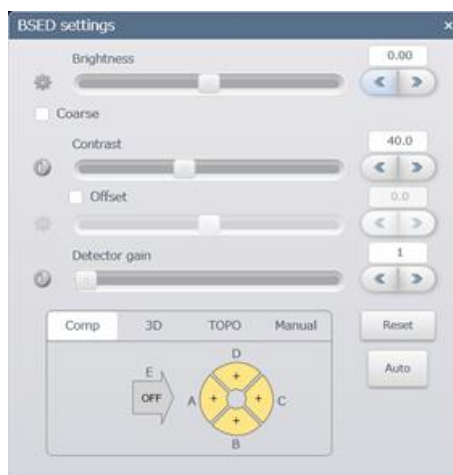 BSED settings ×
Brightness 0.00
Coarse
Contrast 40.0
Offset 0.0
Detector gain 1
Comp 3D TOPO Manual Reset
D
E
OFF A + + + + C
B
Auto